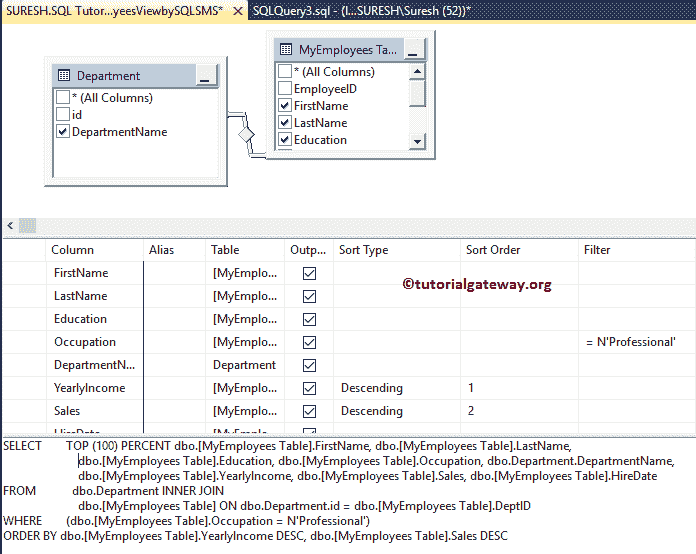 SURESH.SQL Tutor...yeesViewbySQLSMS* SQLQuery3.sql - (l...SURESH\Suresh (52))*
MyEmployees Ta...
* (All Columns)
EmployeeID
FirstName
LastName
Education
Department
* (All Columns)
id
DepartmentName
Column Alias Table Outp... Sort Type Sort Order Filter
FirstName [MyEmplo...
LastName [MyEmplo...
©tutorialgateway.org
Education [MyEmplo...
Occupation [MyEmplo... = N'Professional'
DepartmentN... Department
YearlyIncome [MyEmplo... Descending 1
Sales [MyEmplo... Descending 2
HireDate [MyEmplo...
SELECT TOP (100) PERCENT dbo.[MyEmployees Table].FirstName, dbo.[MyEmployees Table].LastName,
dbo.[MyEmployees Table].Education, dbo.[MyEmployees Table].Occupation, dbo.Department.DepartmentName,
dbo.[MyEmployees Table].YearlyIncome, dbo.[MyEmployees Table].Sales, dbo.[MyEmployees Table].HireDate
FROM dbo.Department INNER JOIN
dbo.[MyEmployees Table] ON dbo.Department.id = dbo.[MyEmployees Table].DeptID
WHERE (dbo.[MyEmployees Table].Occupation = N'Professional')
ORDER BY dbo.[MyEmployees Table].YearlyIncome DESC, dbo.[MyEmployees Table].Sales DESC